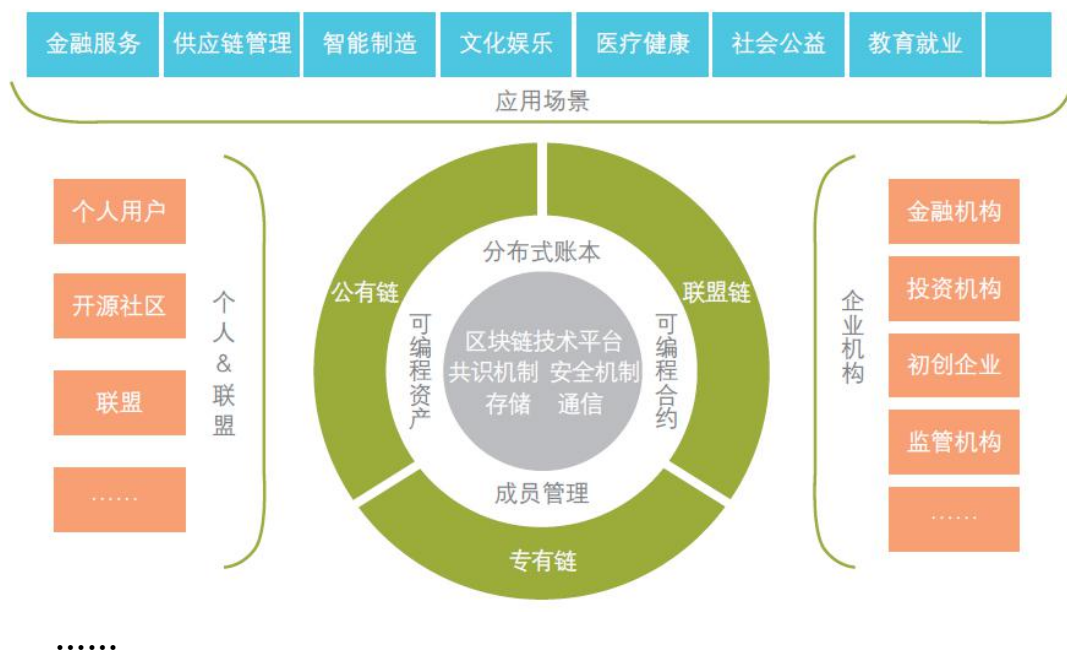 金融服务
供应链管理
智能制造
文化娱乐
医疗健康
社会公益
教育就业
应用场景
个人用户
开源社区
联盟
……
个人&联盟
公有链
联盟链
专有链
分布式账本
可编程资产
可编程合约
成员管理
区块链技术平台
共识机制 安全机制
存储 通信
企业机构
金融机构
投资机构
初创企业
监管机构
……
……